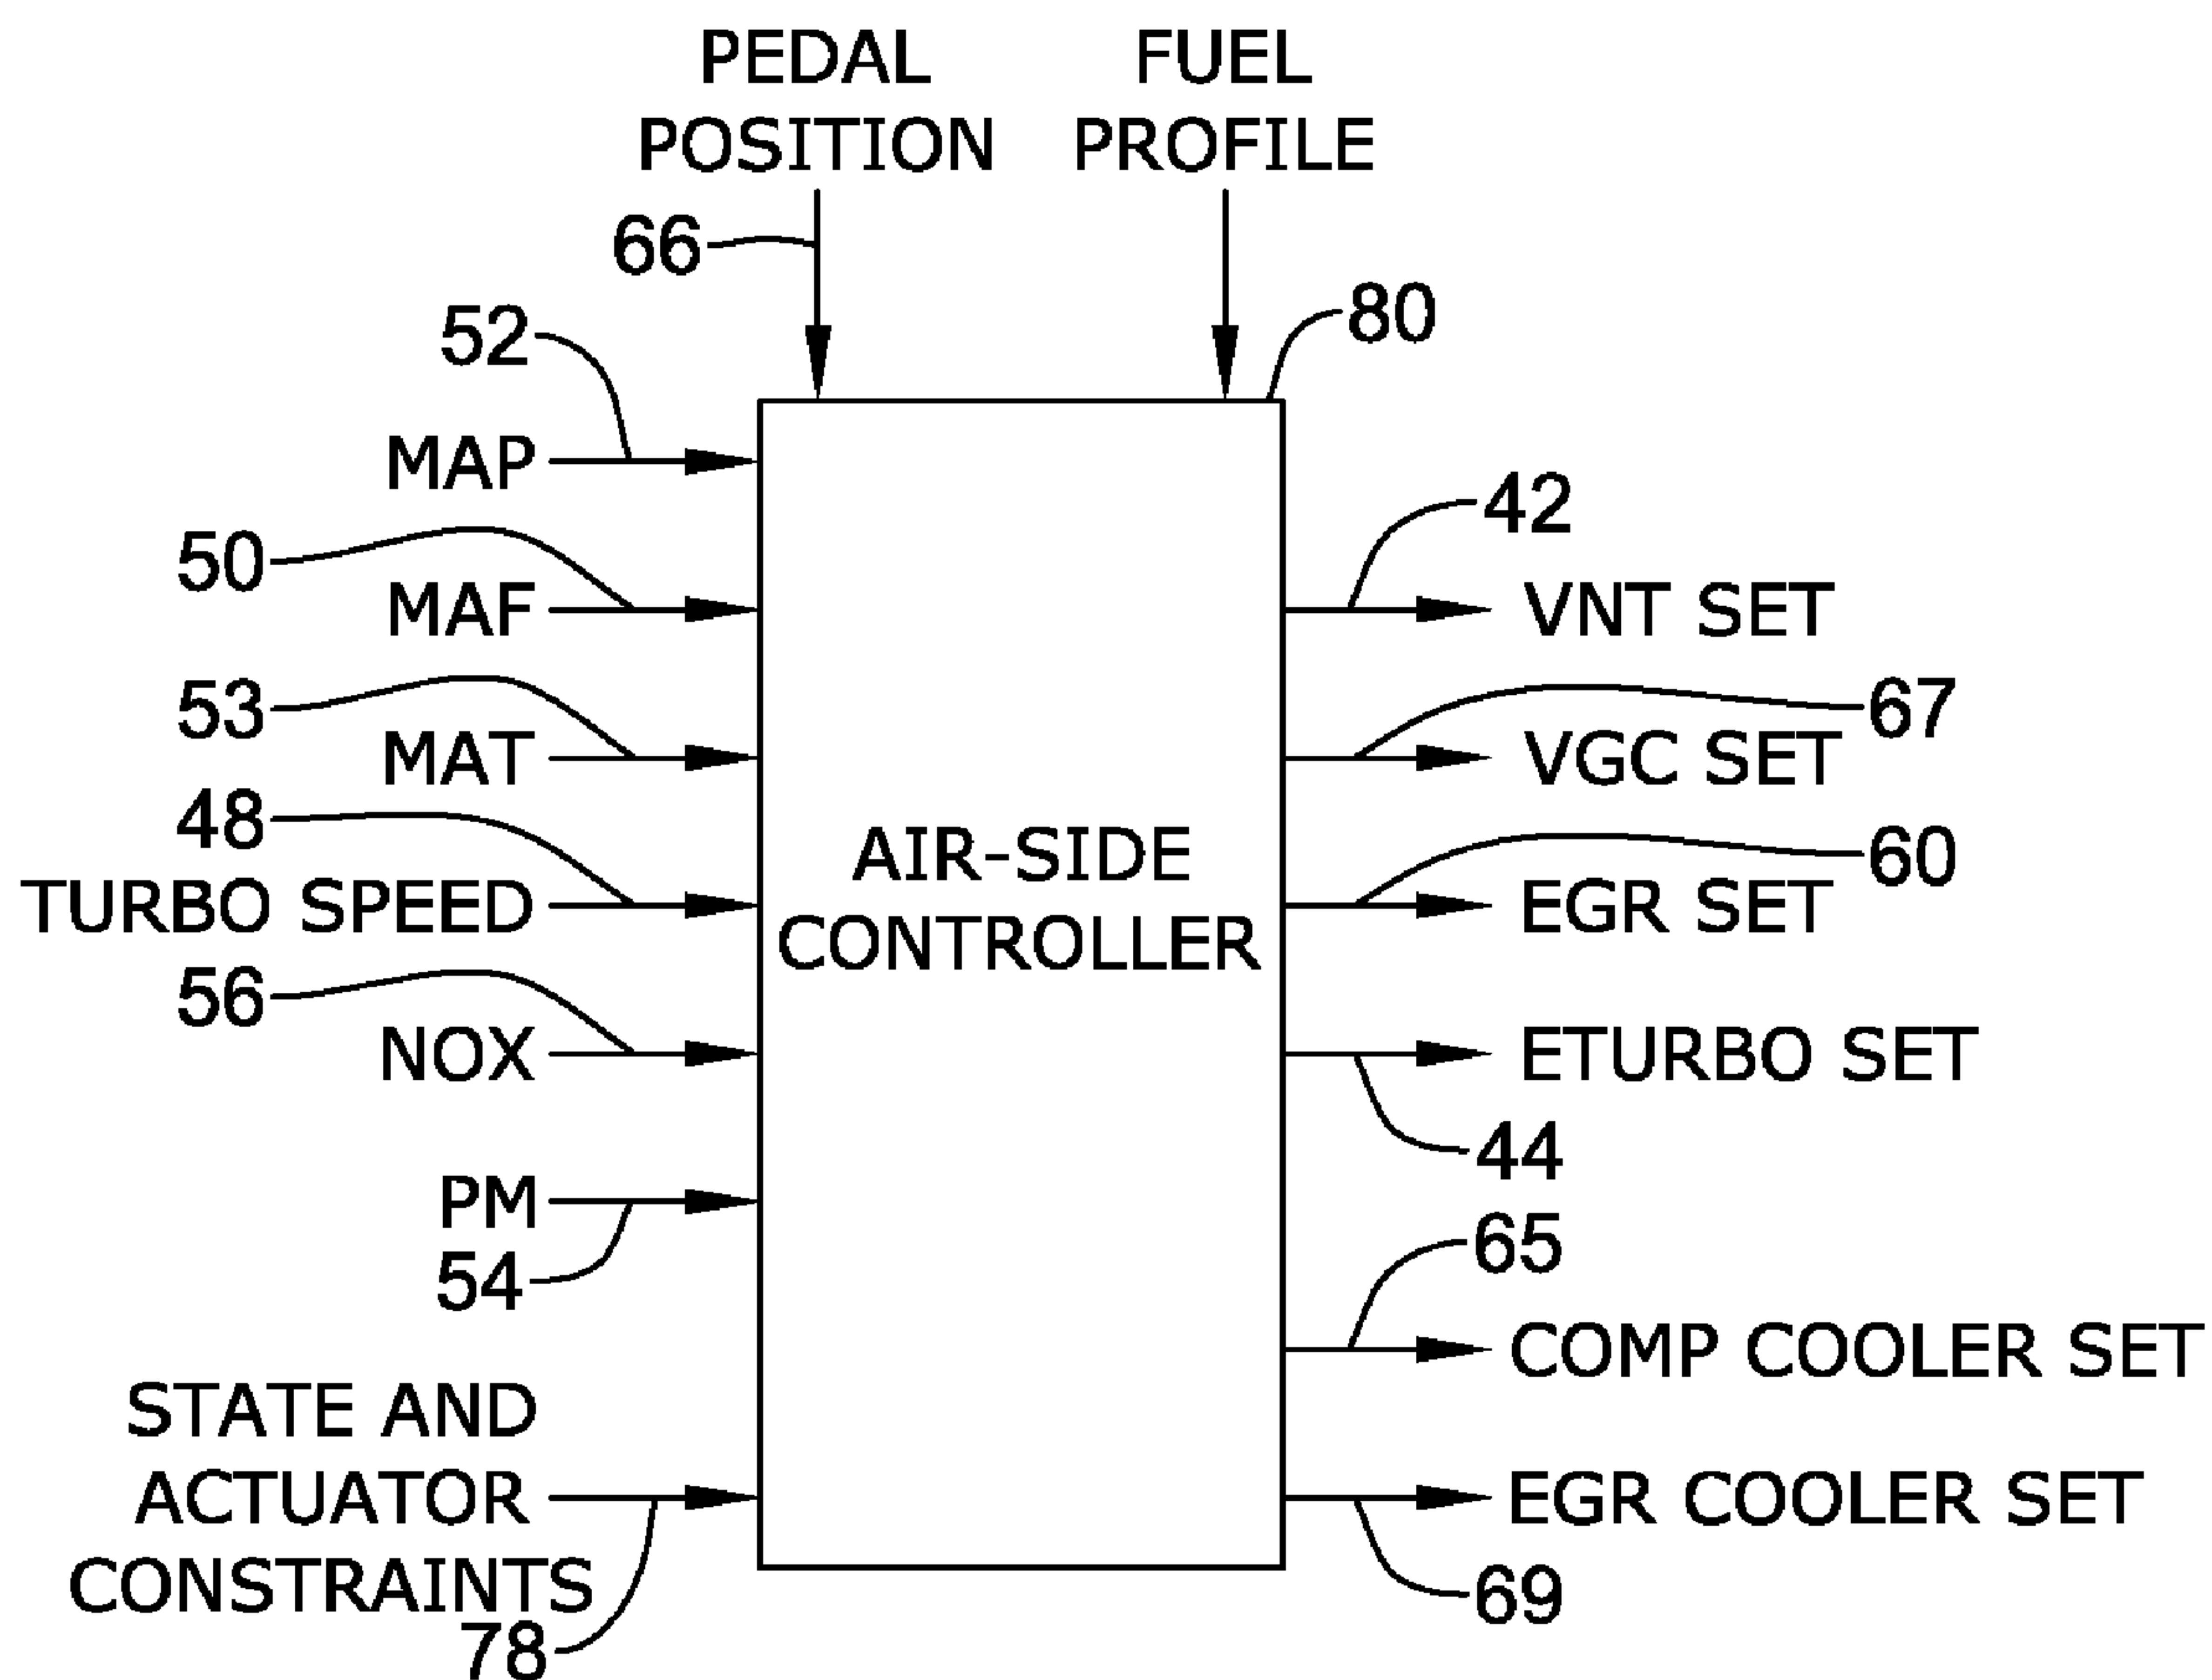 PEDAL
POSITION
FUEL
PROFILE
66
80
52
MAP
50
MAF
53
MAT
48
TURBO SPEED
56
NOX
PM
54
STATE AND
ACTUATOR
CONSTRAINTS
78
AIR-SIDE
CONTROLLER
42
VNT SET
67
VGC SET
60
EGR SET
ETURBO SET
44
65
COMP COOLER SET
EGR COOLER SET
69